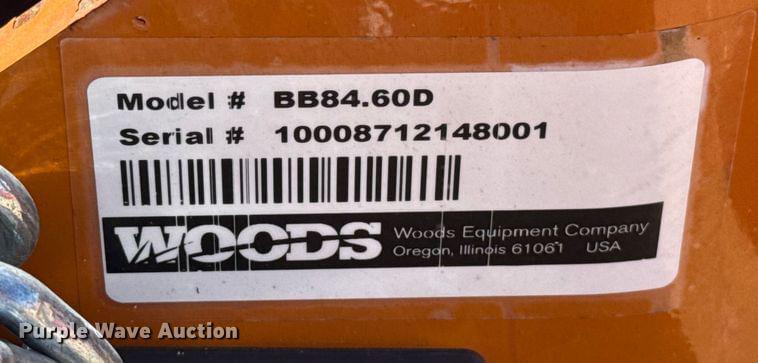 Model # BB84.60D
Serial # 10008712148001
WOODS
Woods Equipment Company
Oregon, Illinois 61061 USA
Purple Wave Auction